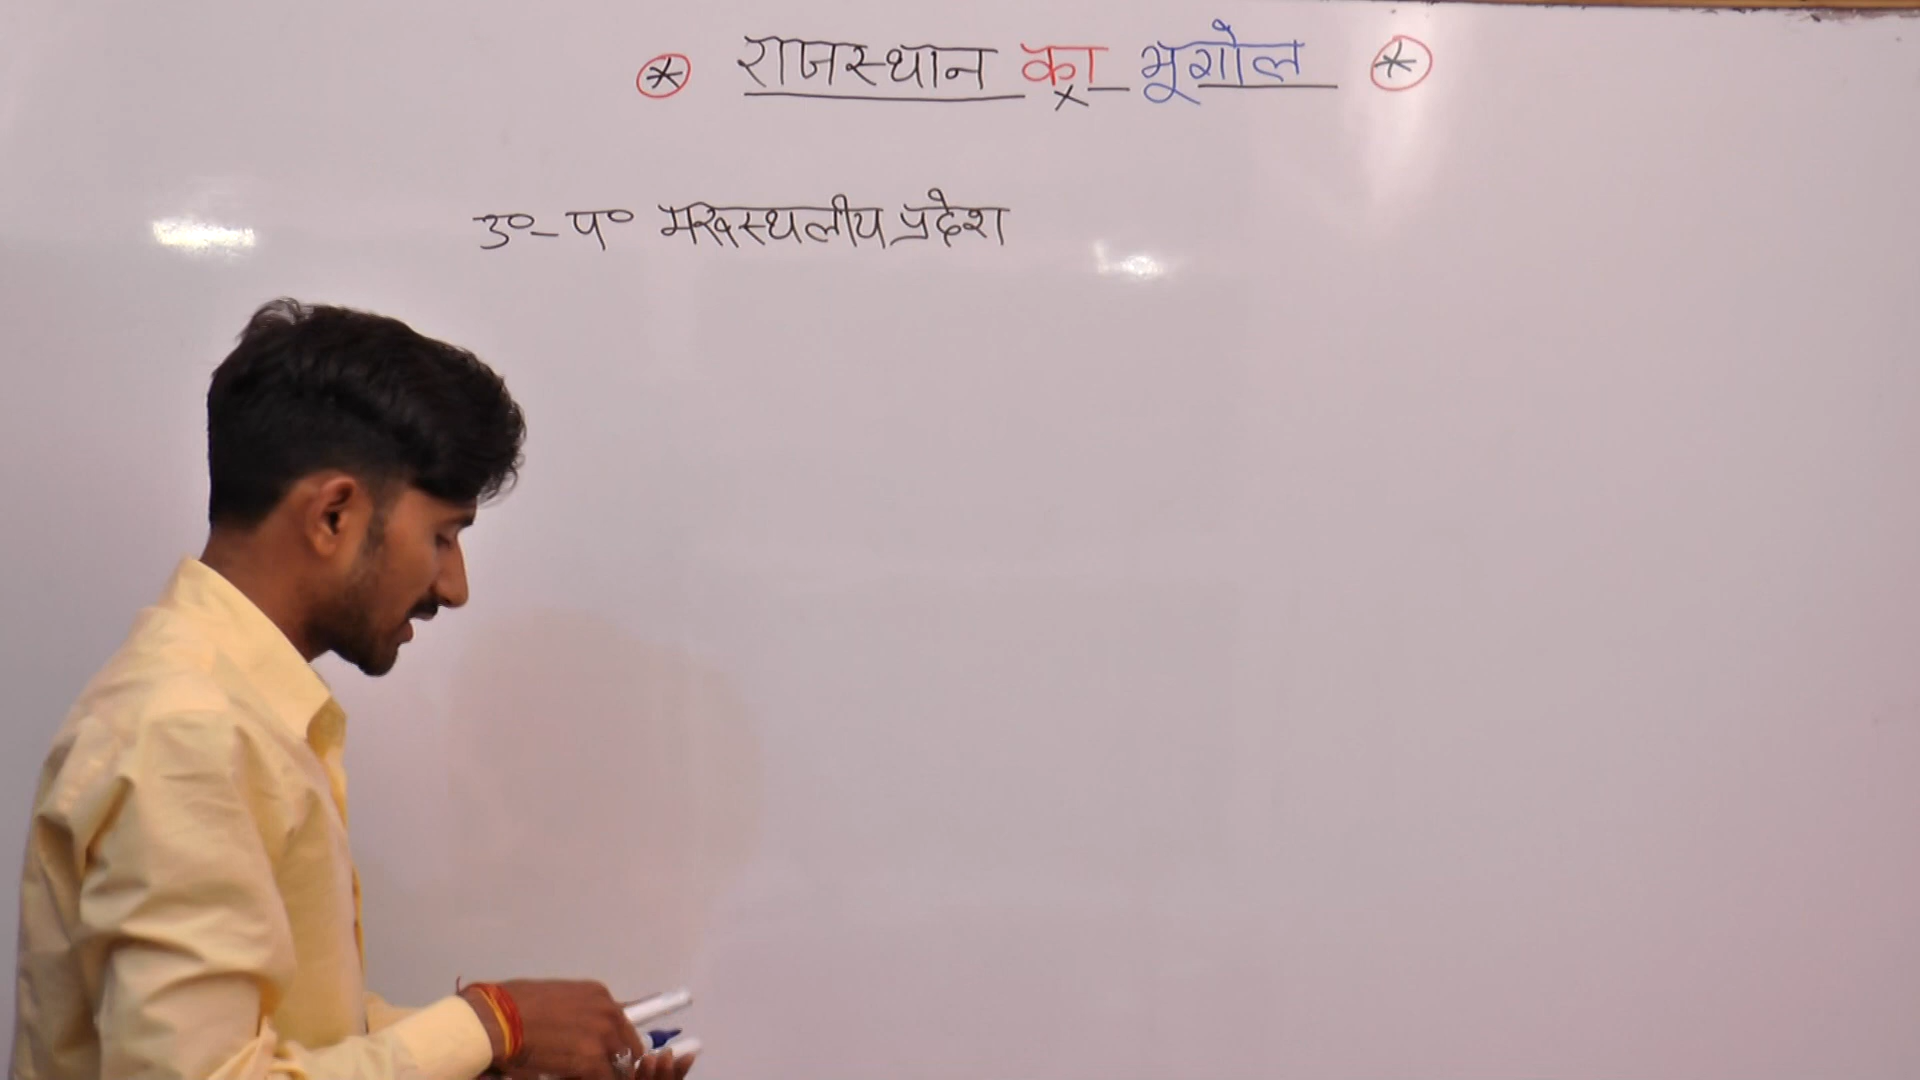 * राजस्थान का भूगोल *
उ०-प० मरूस्थलीय प्रदेश